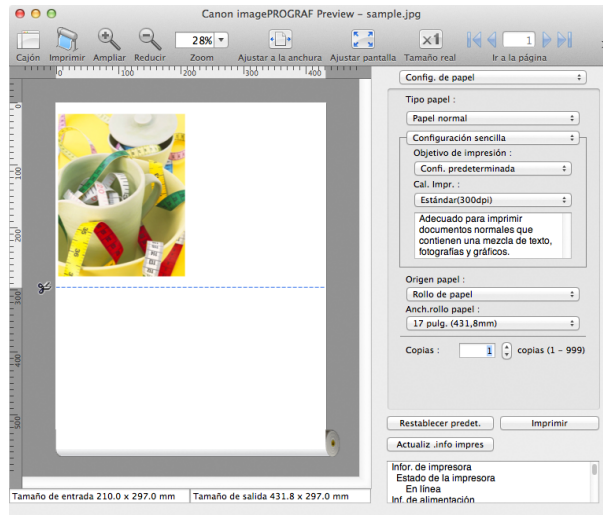 Canon imagePROGRAF Preview – sample.jpg
28%
1
Cajón Imprimir Ampliar Reducir Zoom Ajustar a la anchura Ajustar pantalla Tamaño real Ir a la página
0 100 200 300 400
0
100
200
300
400
500
Config. de papel
Tipo papel :
Papel normal
Configuración sencilla
Objetivo de impresión :
Confi. predeterminada
Cal. Impr. :
Estándar(300dpi)
Adecuado para imprimir
documentos normales que
contienen una mezcla de texto,
fotografías y gráficos.
Origen papel :
Rollo de papel
Anch.rollo papel :
17 pulg. (431,8mm)
Copias : 1 copias (1 – 999)
Restablecer predet. Imprimir
Actualiz .info impres
Infor. de impresora
Estado de la impresora
En línea
Inf. de alimentación
Tamaño de entrada 210.0 x 297.0 mm Tamaño de salida 431.8 x 297.0 mm